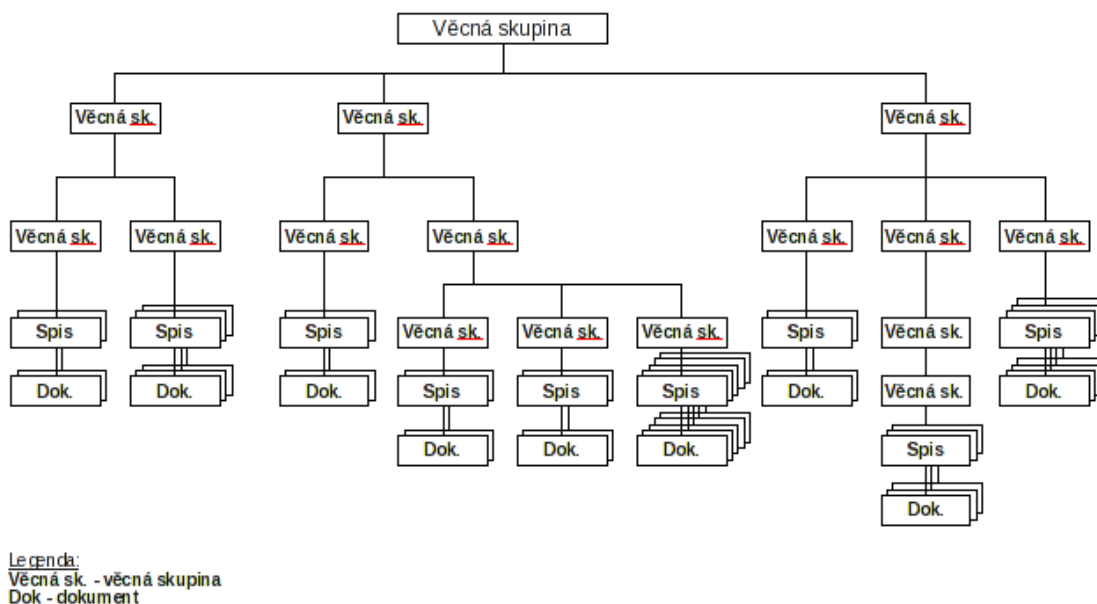 Věcná skupina
Věcná sk. Věcná sk. Věcná sk.
Věcná sk. Věcná sk. Věcná sk. Věcná sk. Věcná sk. Věcná sk. Věcná sk.
Spis Spis Spis Věcná sk. Věcná sk. Věcná sk. Spis Věcná sk. Spis
Dok. Dok. Dok. Spis Spis Spis Dok. Věcná sk. Dok.
Dok. Dok. Dok. Spis
Dok.
Legenda:
Věcná sk. - věcná skupina
Dok - dokument